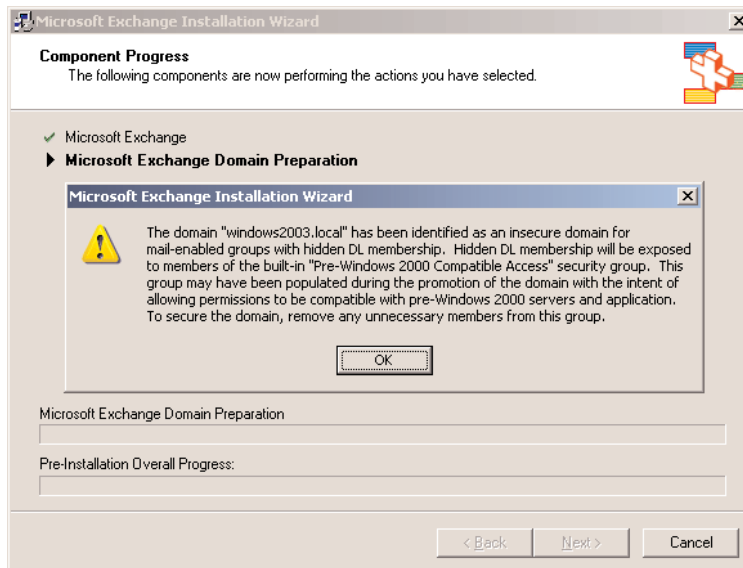 Microsoft Exchange Installation Wizard
Component Progress
The following components are now performing the actions you have selected.
Microsoft Exchange
Microsoft Exchange Domain Preparation
Microsoft Exchange Installation Wizard
The domain "windows2003.local" has been identified as an insecure domain for
mail-enabled groups with hidden DL membership. Hidden DL membership will be exposed
to members of the built-in "Pre-Windows 2000 Compatible Access" security group. This
group may have been populated during the promotion of the domain with the intent of
allowing permissions to be compatible with pre-Windows 2000 servers and application.
To secure the domain, remove any unnecessary members from this group.
OK
Microsoft Exchange Domain Preparation
Pre-Installation Overall Progress:
< Back Next > Cancel